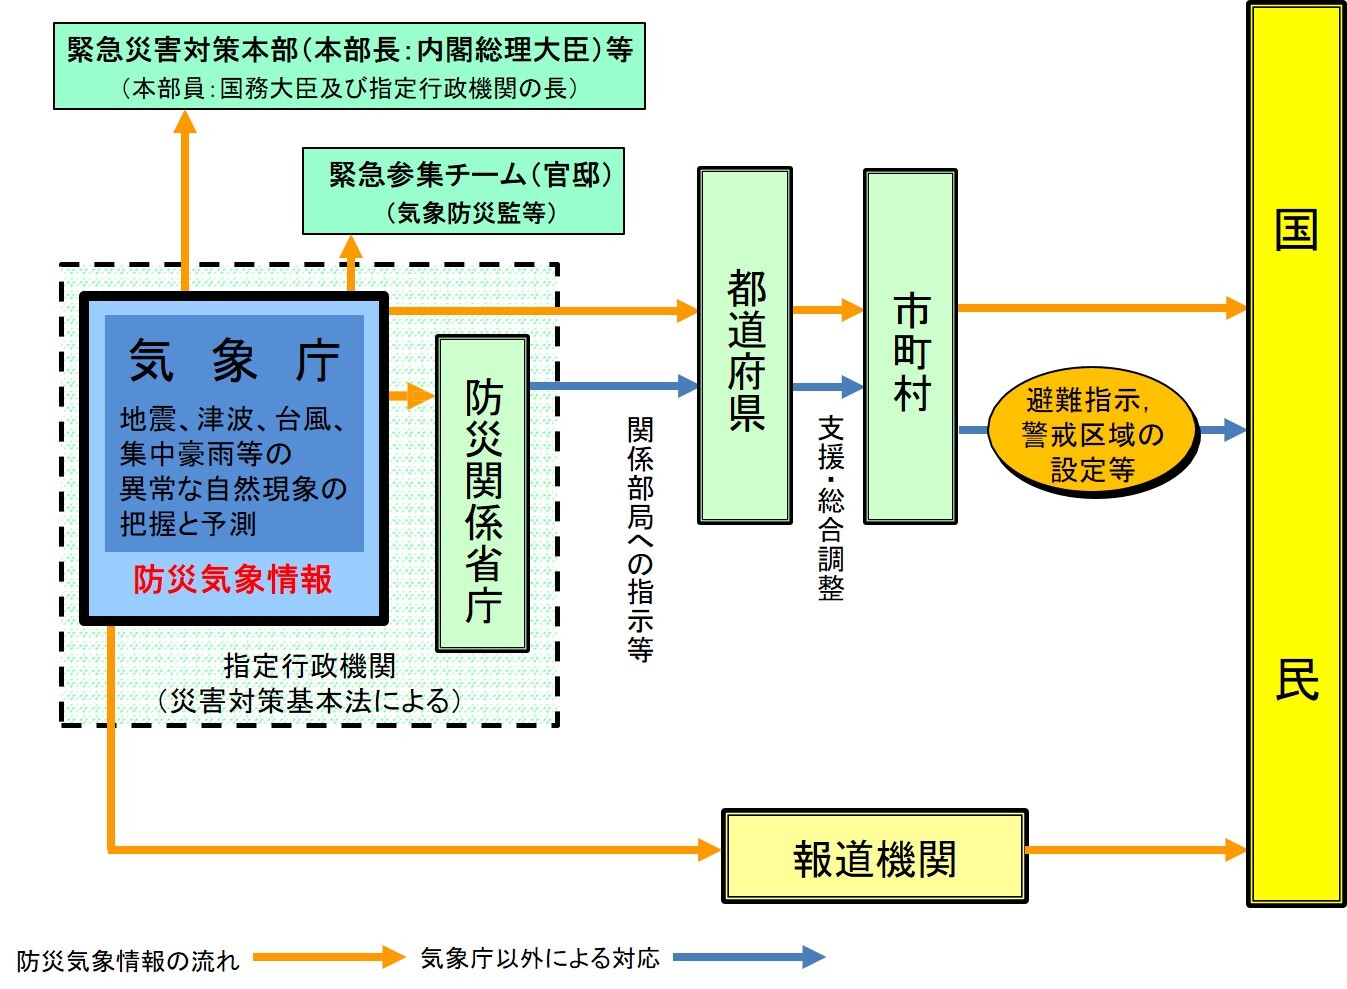 緊急災害対策本部（本部長：内閣総理大臣）等
（本部員：国務大臣及び指定行政機関の長）
緊急参集チーム（官邸）
（気象防災監等）
気象庁
地震、津波、台風、
集中豪雨等の
異常な自然現象の
把握と予測
防災気象情報
防災関係省庁
指定行政機関
（災害対策基本法による）
関係部局への指示等
都道府県
支援・総合調整
市町村
避難指示，
警戒区域の
設定等
国民
報道機関
防災気象情報の流れ
気象庁以外による対応